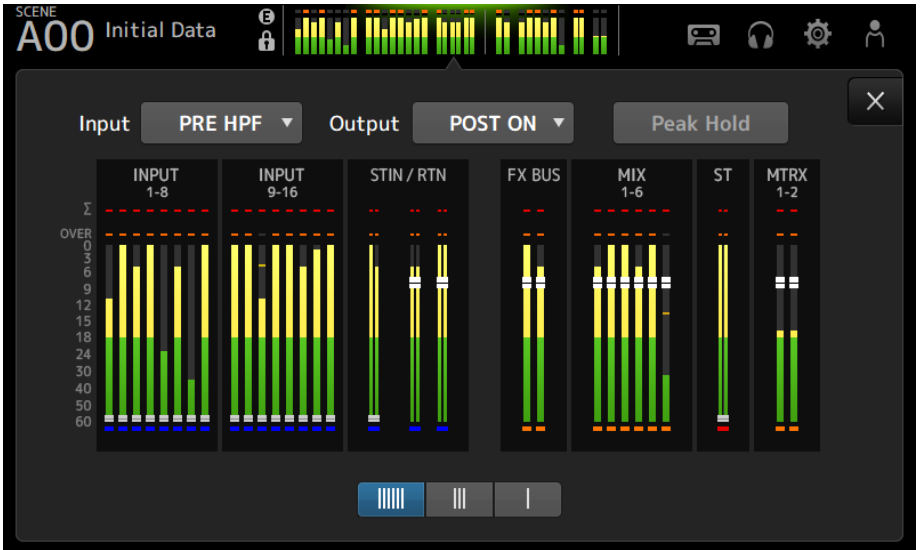 SCENE
A00 Initial Data
E
Input PRE HPF Output POST ON Peak Hold
INPUT INPUT STIN / RTN FX BUS MIX ST MTRX
1-8 9-16 1-6 1-2
Σ
OVER
0
3
6
9
12
15
18
24
30
40
50
60